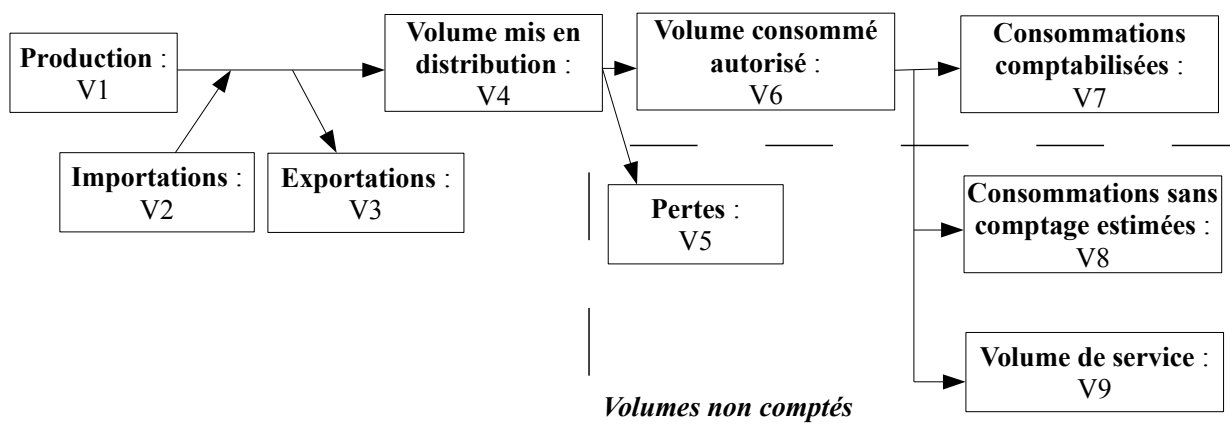 Production :
V1
Importations :
V2
Exportations :
V3
Volume mis en
distribution :
V4
Volume consommé
autorisé :
V6
Consommations
comptabilisées :
V7
Pertes :
V5
Consommations sans
comptage estimées :
V8
Volume de service :
V9
Volumes non comptés